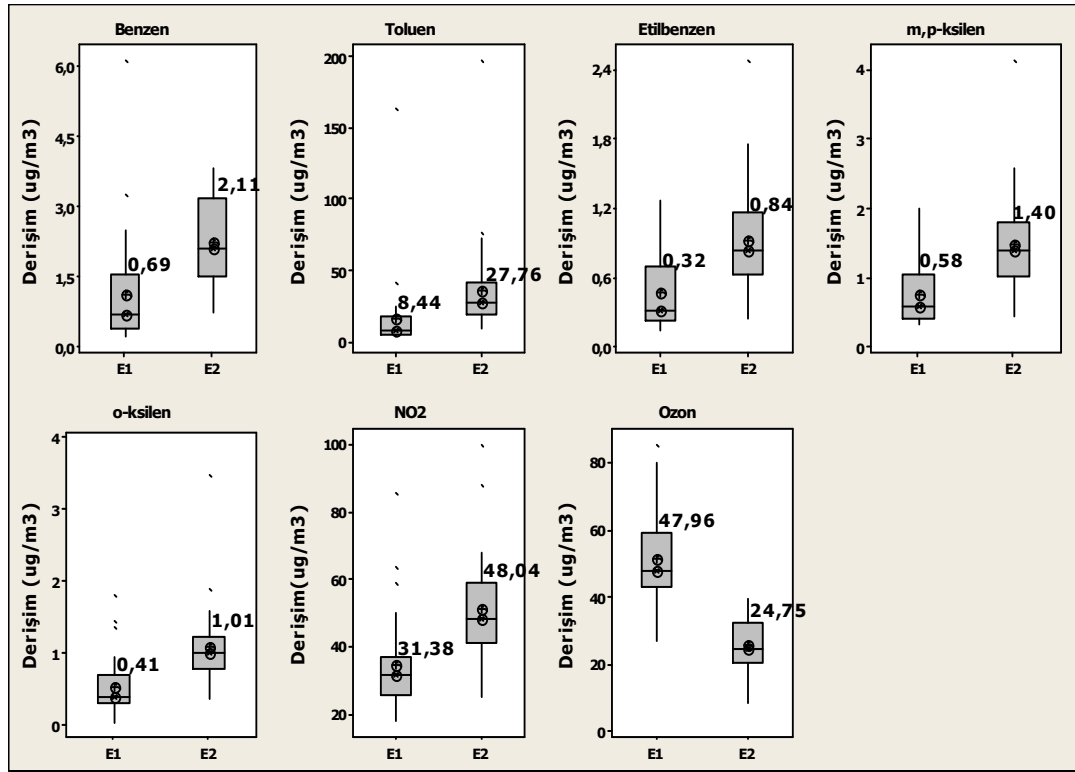 Benzen
Derişim (ug/m3)
6,0
4,5
3,0
1,5
0,0
0,69
2,11
E1 E2
Toluen
Derişim (ug/m3)
200
150
100
50
0
8,44
27,76
E1 E2
Etilbenzen
Derişim (ug/m3)
2,4
1,8
1,2
0,6
0,0
0,32
0,84
E1 E2
m,p-ksilen
Derişim (ug/m3)
4
3
2
1
0
0,58
1,40
E1 E2
o-ksilen
Derişim (ug/m3)
4
3
2
1
0
0,41
1,01
E1 E2
NO2
Derişim(ug/m3)
100
80
60
40
20
31,38
48,04
E1 E2
Ozon
Derişim (ug/m3)
80
60
40
20
0
47,96
24,75
E1 E2